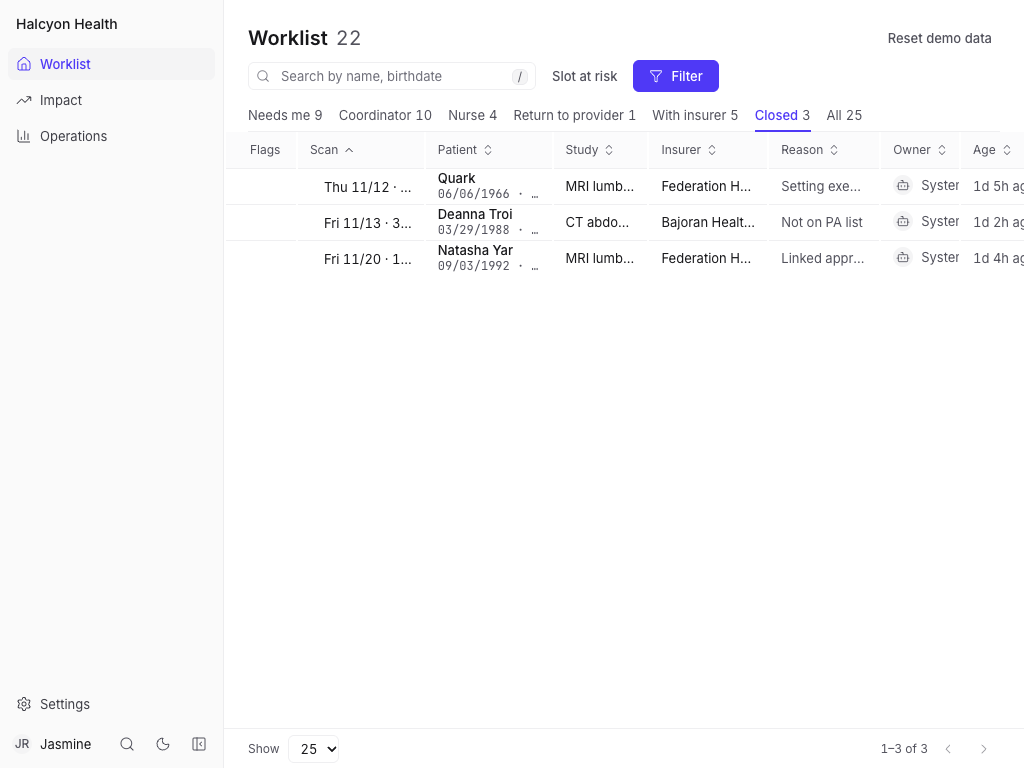 Halcyon Health
Worklist
Impact
Operations
Settings
JR Jasmine
Worklist 22
Reset demo data
Search by name, birthdate /
Slot at risk
Filter
Needs me 9 Coordinator 10 Nurse 4 Return to provider 1 With insurer 5 Closed 3 All 25
Flags Scan Patient Study Insurer Reason Owner Age
Thu 11/12 · ... Quark MRI lumb... Federation H... Setting exe... System 1d 5h ag
06/06/1966 · …
Fri 11/13 · 3... Deanna Troi CT abdo... Bajoran Healt... Not on PA list System 1d 2h ag
03/29/1988 · …
Fri 11/20 · 1... Natasha Yar MRI lumb... Federation H... Linked appr... System 1d 4h ag
09/03/1992 · …
Show 25
1–3 of 3